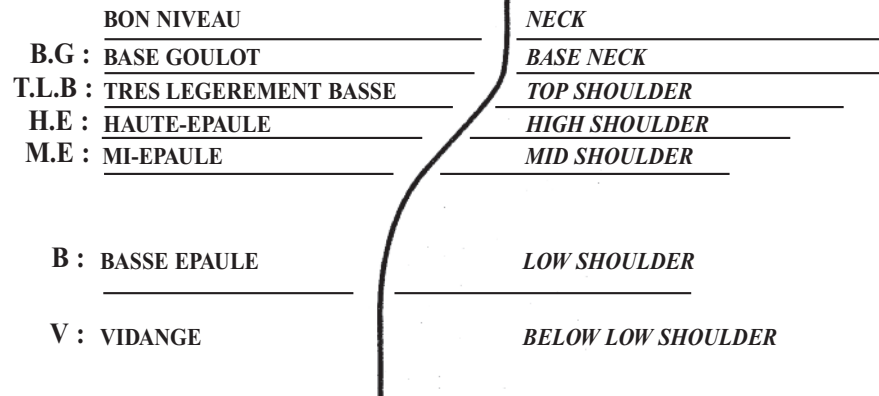 BON NIVEAU NECK
B.G : BASE GOULOT BASE NECK
T.L.B : TRES LEGEREMENT BASSE TOP SHOULDER
H.E : HAUTE-EPAULE HIGH SHOULDER
M.E : MI-EPAULE MID SHOULDER
B : BASSE EPAULE LOW SHOULDER
V : VIDANGE BELOW LOW SHOULDER